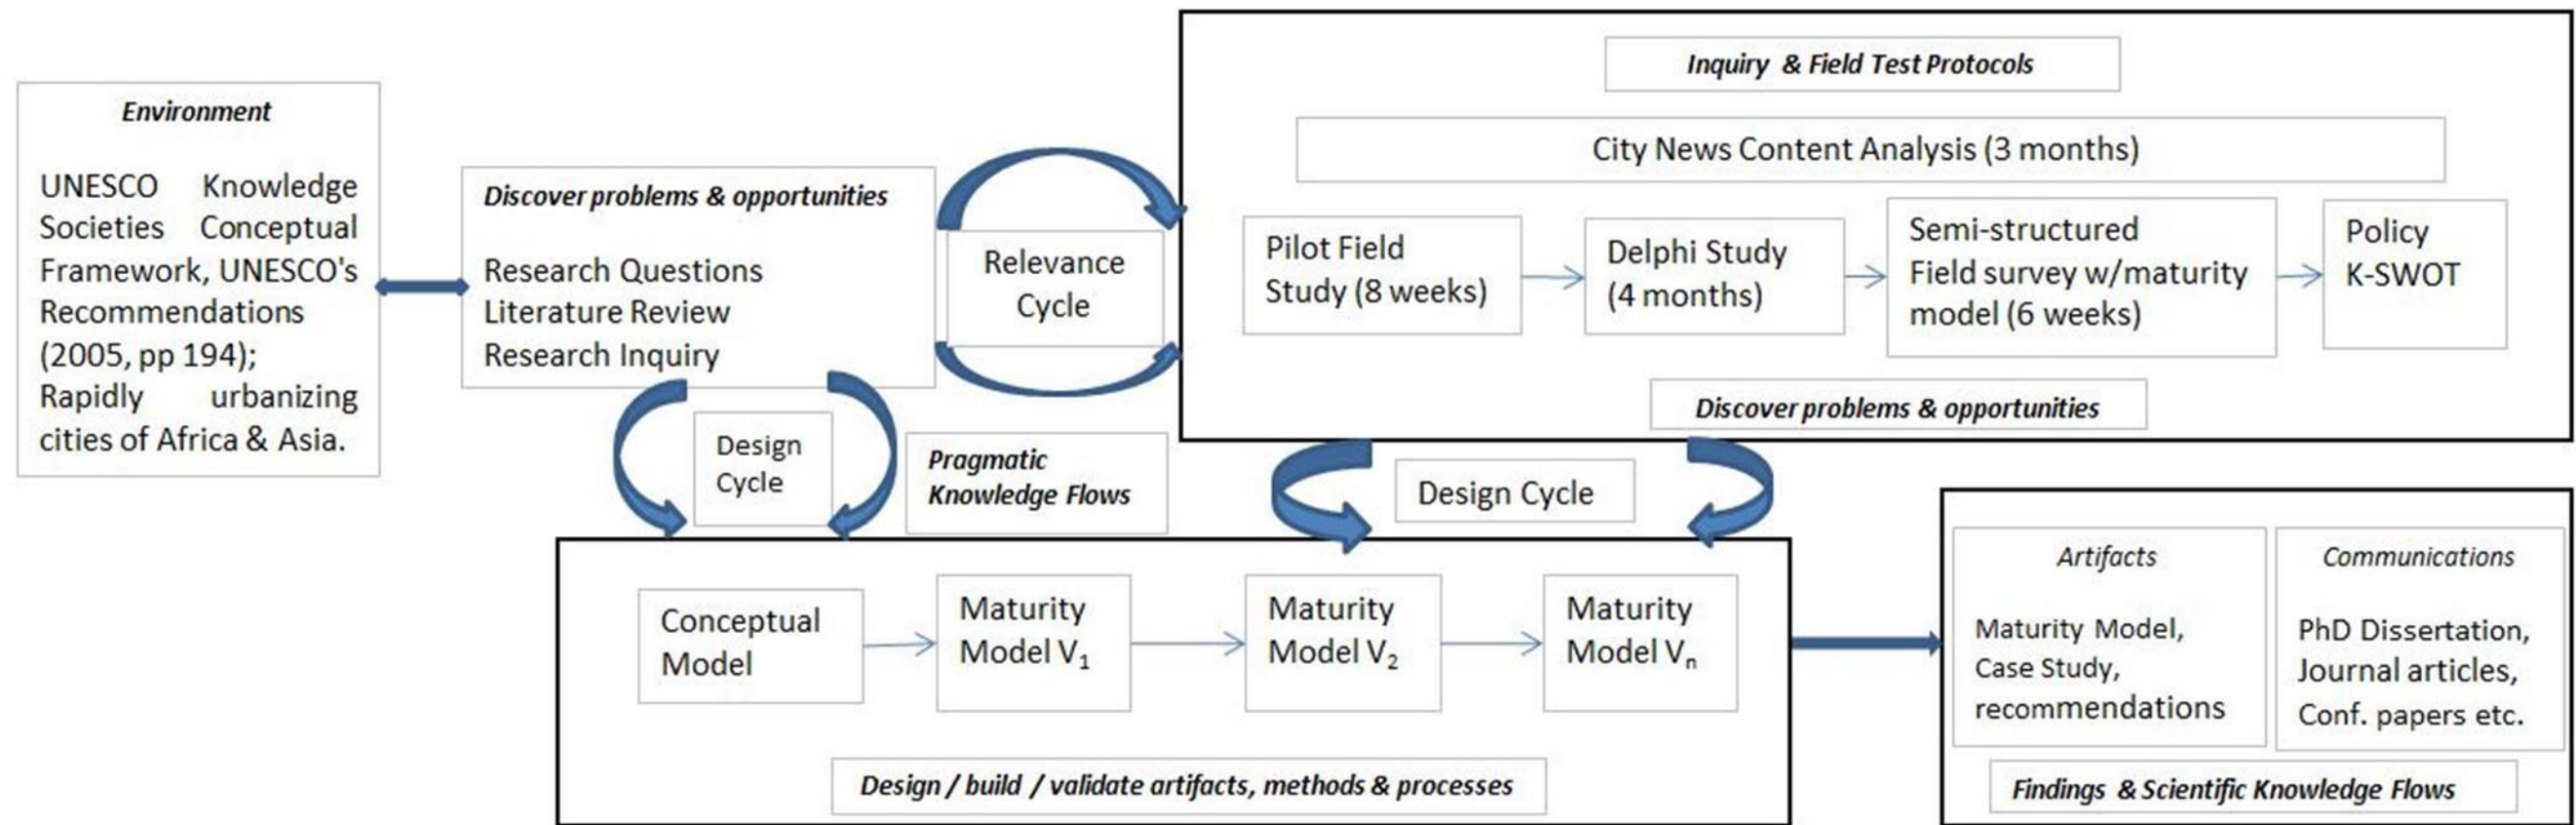 Environment
UNESCO Knowledge
Societies Conceptual
Framework, UNESCO's
Recommendations
(2005, pp 194);
Rapidly urbanizing
cities of Africa & Asia.
Discover problems & opportunities
Research Questions
Literature Review
Research Inquiry
Relevance
Cycle
Inquiry & Field Test Protocols
City News Content Analysis (3 months)
Pilot Field
Study (8 weeks)
Delphi Study
(4 months)
Semi-structured
Field survey w/maturity
model (6 weeks)
Policy
K-SWOT
Discover problems & opportunities
Design
Cycle
Pragmatic
Knowledge Flows
Design Cycle
Conceptual
Model
Maturity
Model V₁
Maturity
Model V₂
Maturity
Model Vₙ
Design / build / validate artifacts, methods & processes
Artifacts
Maturity Model,
Case Study,
recommendations
Communications
PhD Dissertation,
Journal articles,
Conf. papers etc.
Findings & Scientific Knowledge Flows